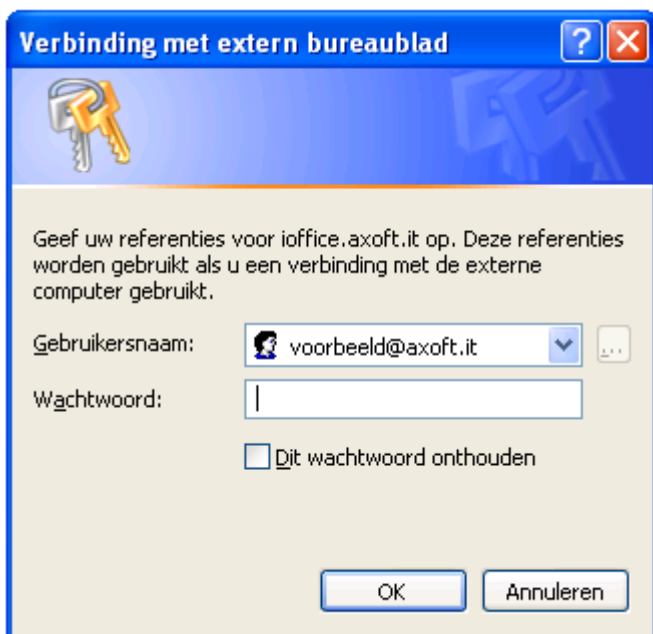 Verbinding met extern bureaublad
Geef uw referenties voor ioffice.axoft.it op. Deze referenties
worden gebruikt als u een verbinding met de externe
computer gebruikt.
Gebruikersnaam: voorbeeld@axoft.it ...
Wachtwoord:
Dit wachtwoord onthouden
OK Annuleren